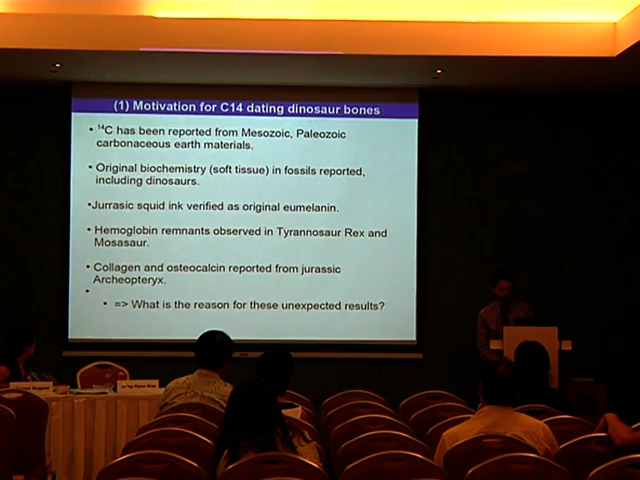 (1) Motivation for C14 dating dinosaur bones
• ¹⁴C has been reported from Mesozoic, Paleozoic
carbonaceous earth materials.
• Original biochemistry (soft tissue) in fossils reported,
including dinosaurs.
•Jurrasic squid ink verified as original eumelanin.
• Hemoglobin remnants observed in Tyrannosaur Rex and
Mosasaur.
• Collagen and osteocalcin reported from jurassic
Archeopteryx.
•
• => What is the reason for these unexpected results?